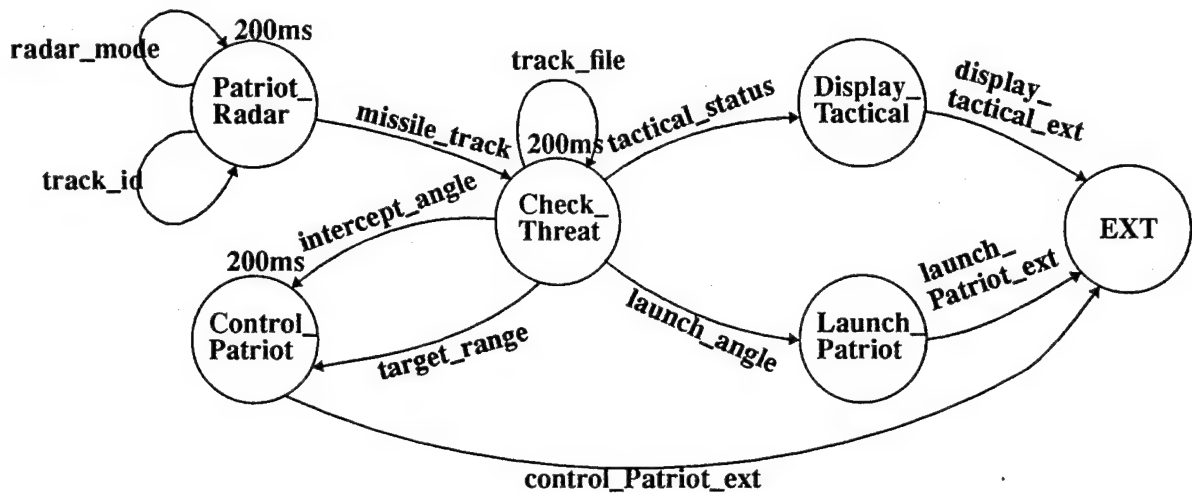 radar_mode
200ms
Patriot_
Radar
track_id
missile_track
track_file
200ms
tactical_status
Display_
Tactical
display_
tactical_ext
Check_
Threat
EXT
intercept_angle
200ms
Control_
Patriot
target_range
launch_angle
Launch_
Patriot
launch_
Patriot_ext
control_Patriot_ext